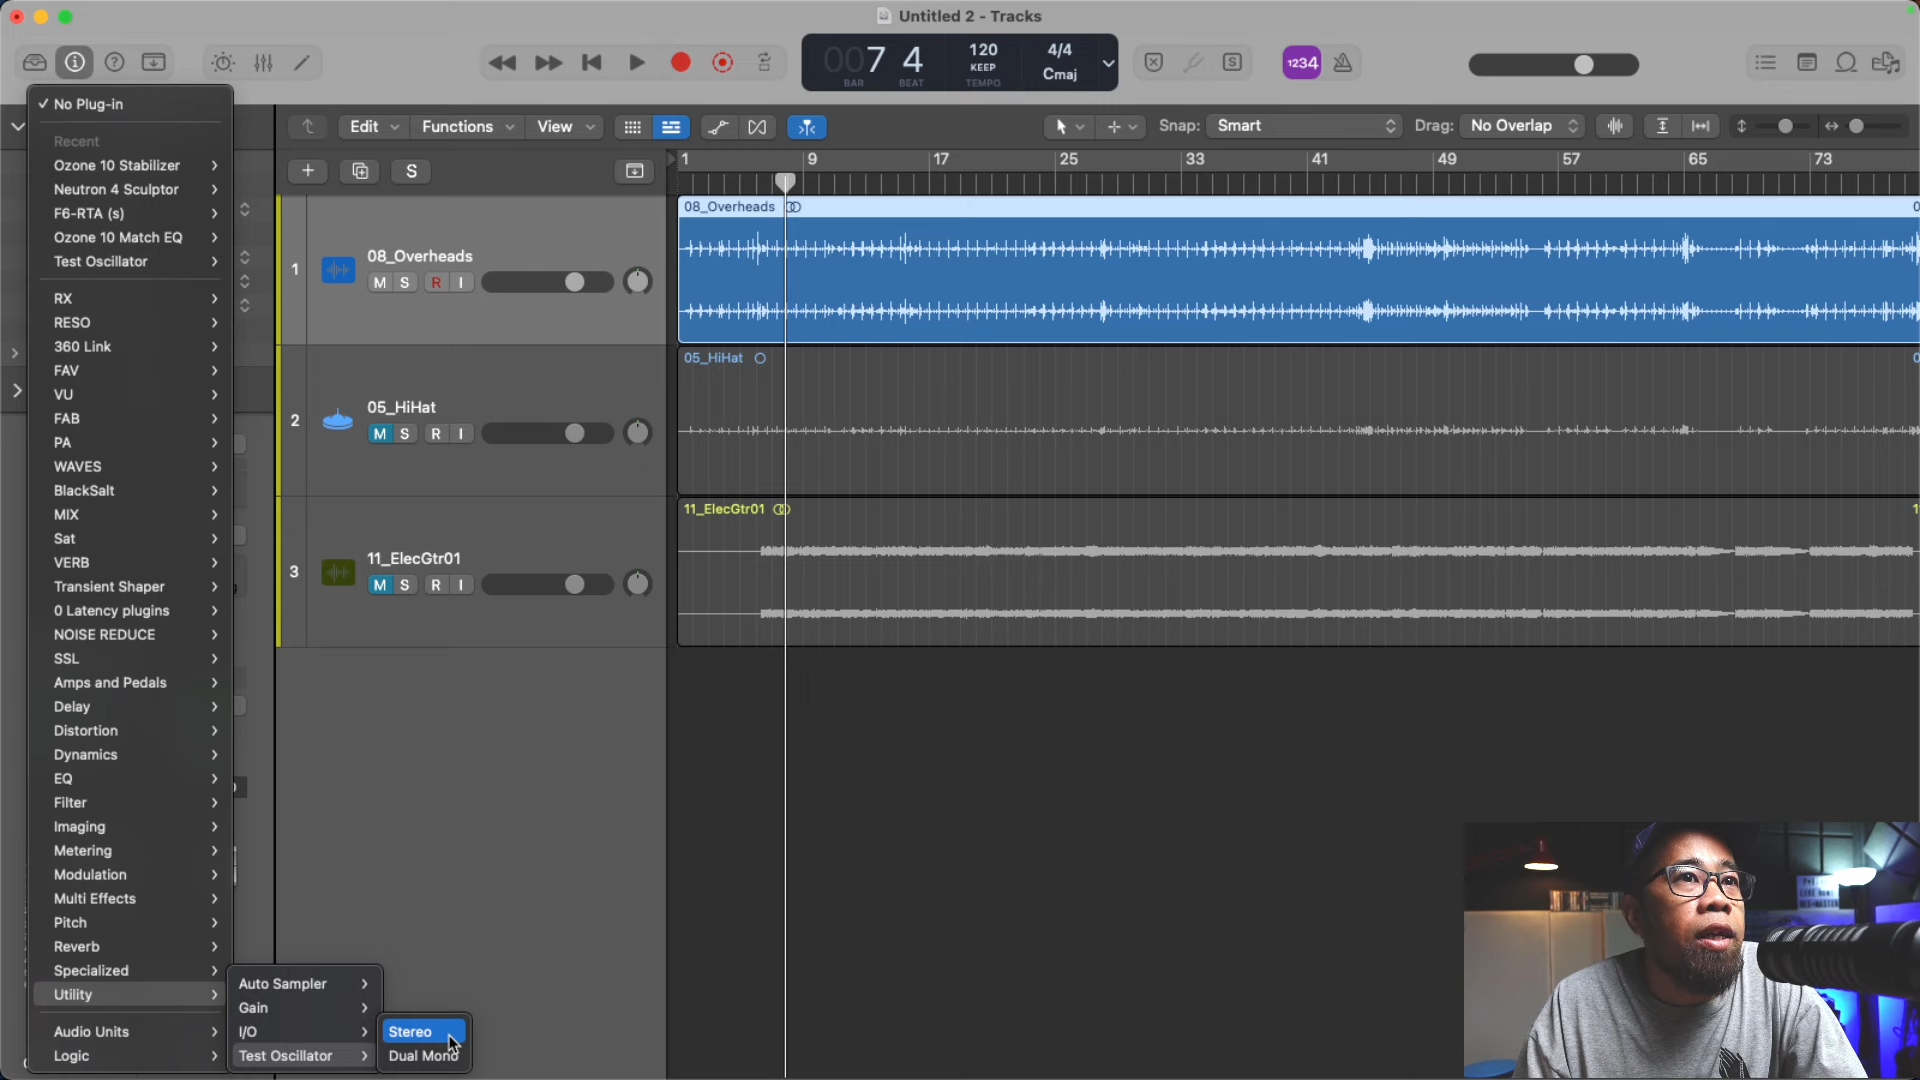 Untitled 2 - Tracks
007 4
BAR BEAT
120
KEEP
TEMPO
4/4
Cmaj
1234
Edit Functions View
Snap: Smart
Drag: No Overlap
S
1 9 17 25 33 41 49 57 65 73
✓ No Plug-in
Recent
Ozone 10 Stabilizer
Neutron 4 Sculptor
F6-RTA (s)
Ozone 10 Match EQ
Test Oscillator
RX
RESO
360 Link
FAV
VU
FAB
PA
WAVES
BlackSalt
MIX
Sat
VERB
Transient Shaper
0 Latency plugins
NOISE REDUCE
SSL
Amps and Pedals
Delay
Distortion
Dynamics
EQ
Filter
Imaging
Metering
Modulation
Multi Effects
Pitch
Reverb
Specialized
Utility
Audio Units
Logic
Auto Sampler
Gain
I/O
Test Oscillator
Stereo
Dual Mono
1
08_Overheads
M S R I
2
05_HiHat
M S R I
3
11_ElecGtr01
M S R I
08_Overheads
05_HiHat
11_ElecGtr01